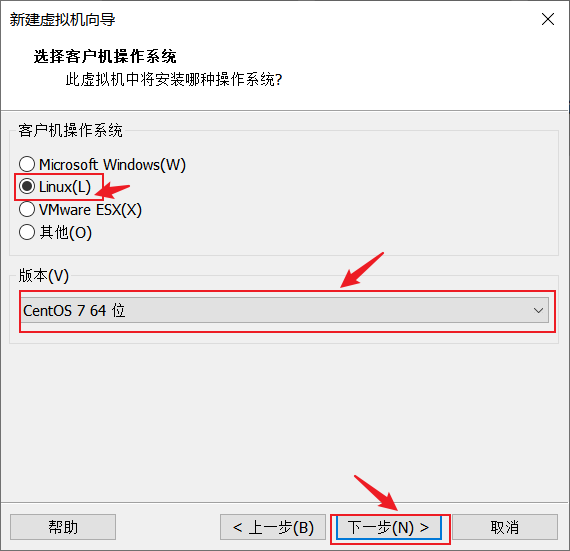 新建虚拟机向导
选择客户机操作系统
此虚拟机中将安装哪种操作系统?
客户机操作系统
Microsoft Windows(W)
Linux(L)
VMware ESX(X)
其他(O)
版本(V)
CentOS 7 64 位
帮助
< 上一步(B)
下一步(N) >
取消